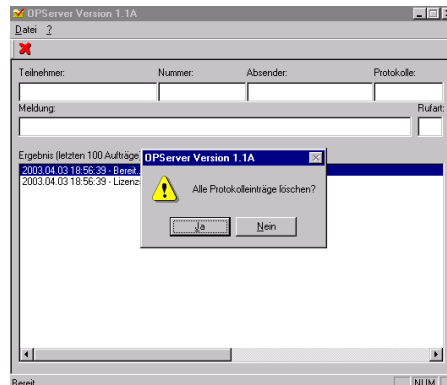 OPServer Version 1.1A
Datei ?
Teilnehmer: Nummer: Absender: Protokolle:
Meldung: Rufart:
Ergebnis (letzten 100 Aufträge)
2003.04.03 18:56:39 - Bereit.
2003.04.03 18:56:39 -
OPServer Version 1.1A
Alle Protokolleinträge löschen?
Ja Nein
Bereit NUM